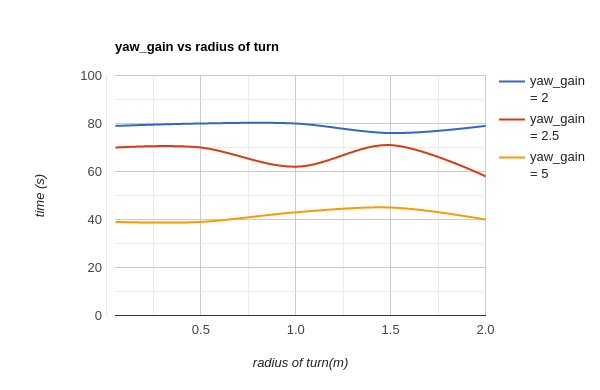 yaw_gain vs radius of turn
100
80
60
40
20
0
time (s)
0.5
1.0
1.5
2.0
radius of turn(m)
yaw_gain
= 2
yaw_gain
= 2.5
yaw_gain
= 5